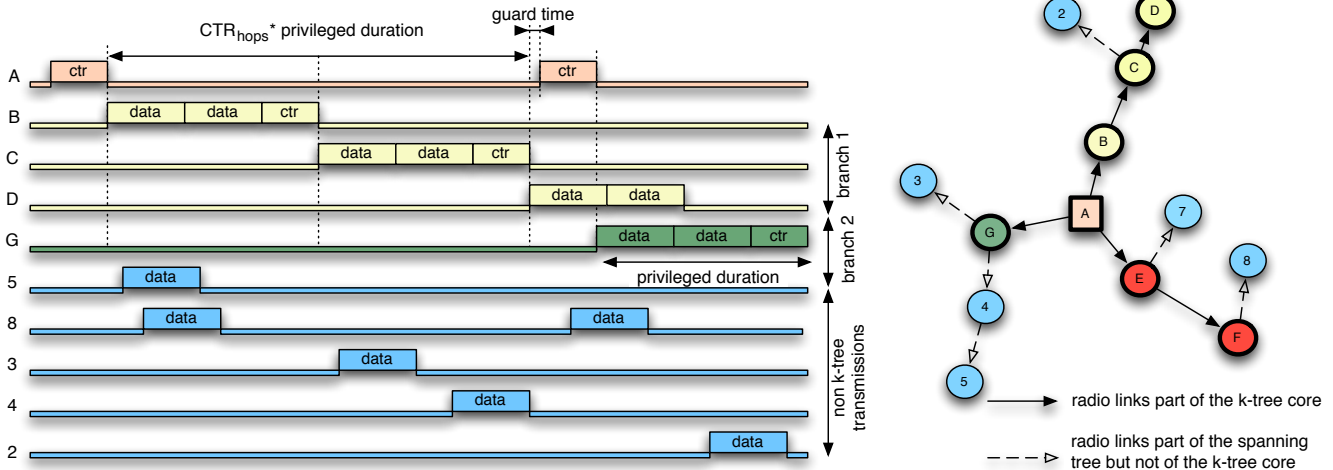 guard time
CTRhops* privileged duration
A
ctr
ctr
B
data
data
ctr
C
data
data
ctr
D
data
data
G
data
data
ctr
privileged duration
5
data
8
data
data
3
data
4
data
2
data
branch 1
branch 2
non k-tree
transmissions
2
D
C
B
3
A
7
G
E
8
4
F
5
radio links part of the k-tree core
radio links part of the spanning
tree but not of the k-tree core